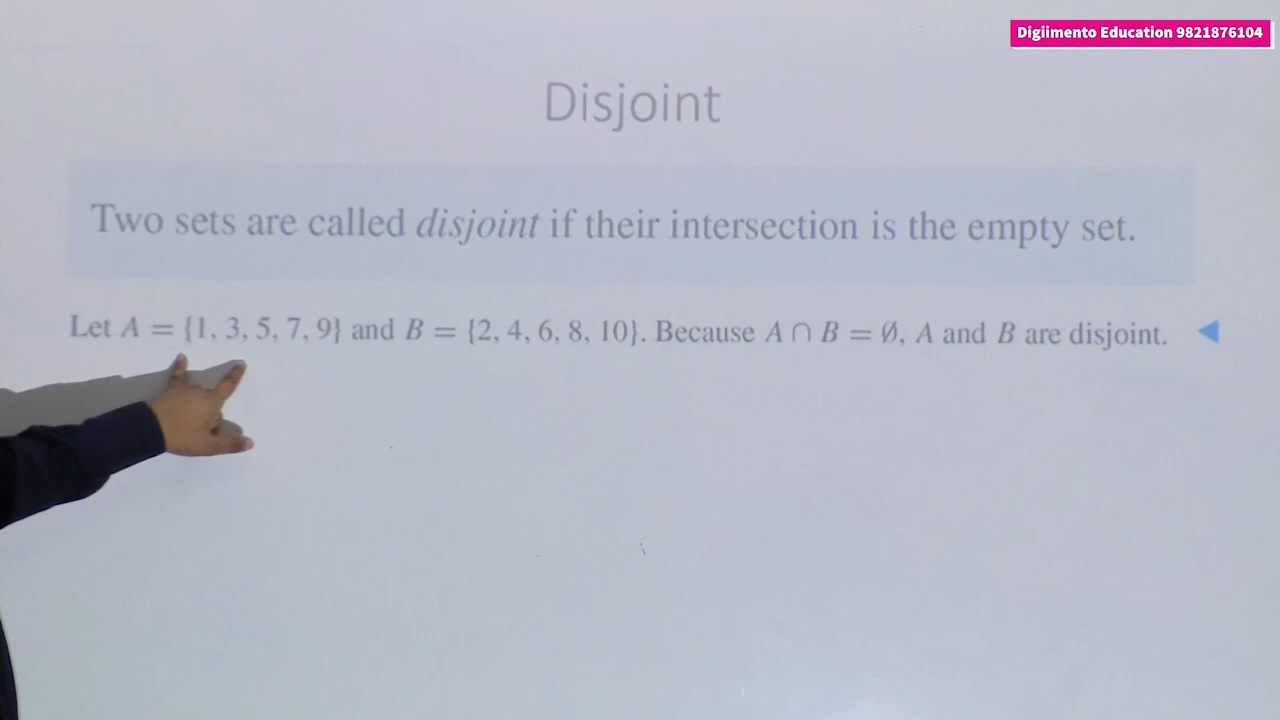 Digiimento Education 9821876104
Disjoint
Two sets are called disjoint if their intersection is the empty set.
Let A = {1, 3, 5, 7, 9} and B = {2, 4, 6, 8, 10}. Because A ∩ B = ∅, A and B are disjoint.